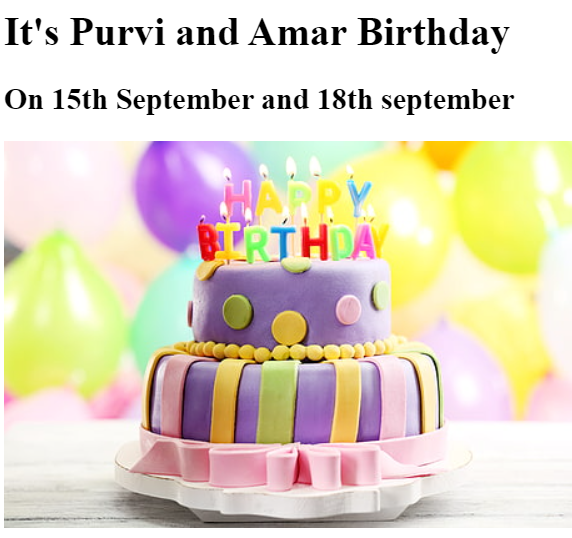 It's Purvi and Amar Birthday
On 15th September and 18th september
HAPPY
BIRTHDAY